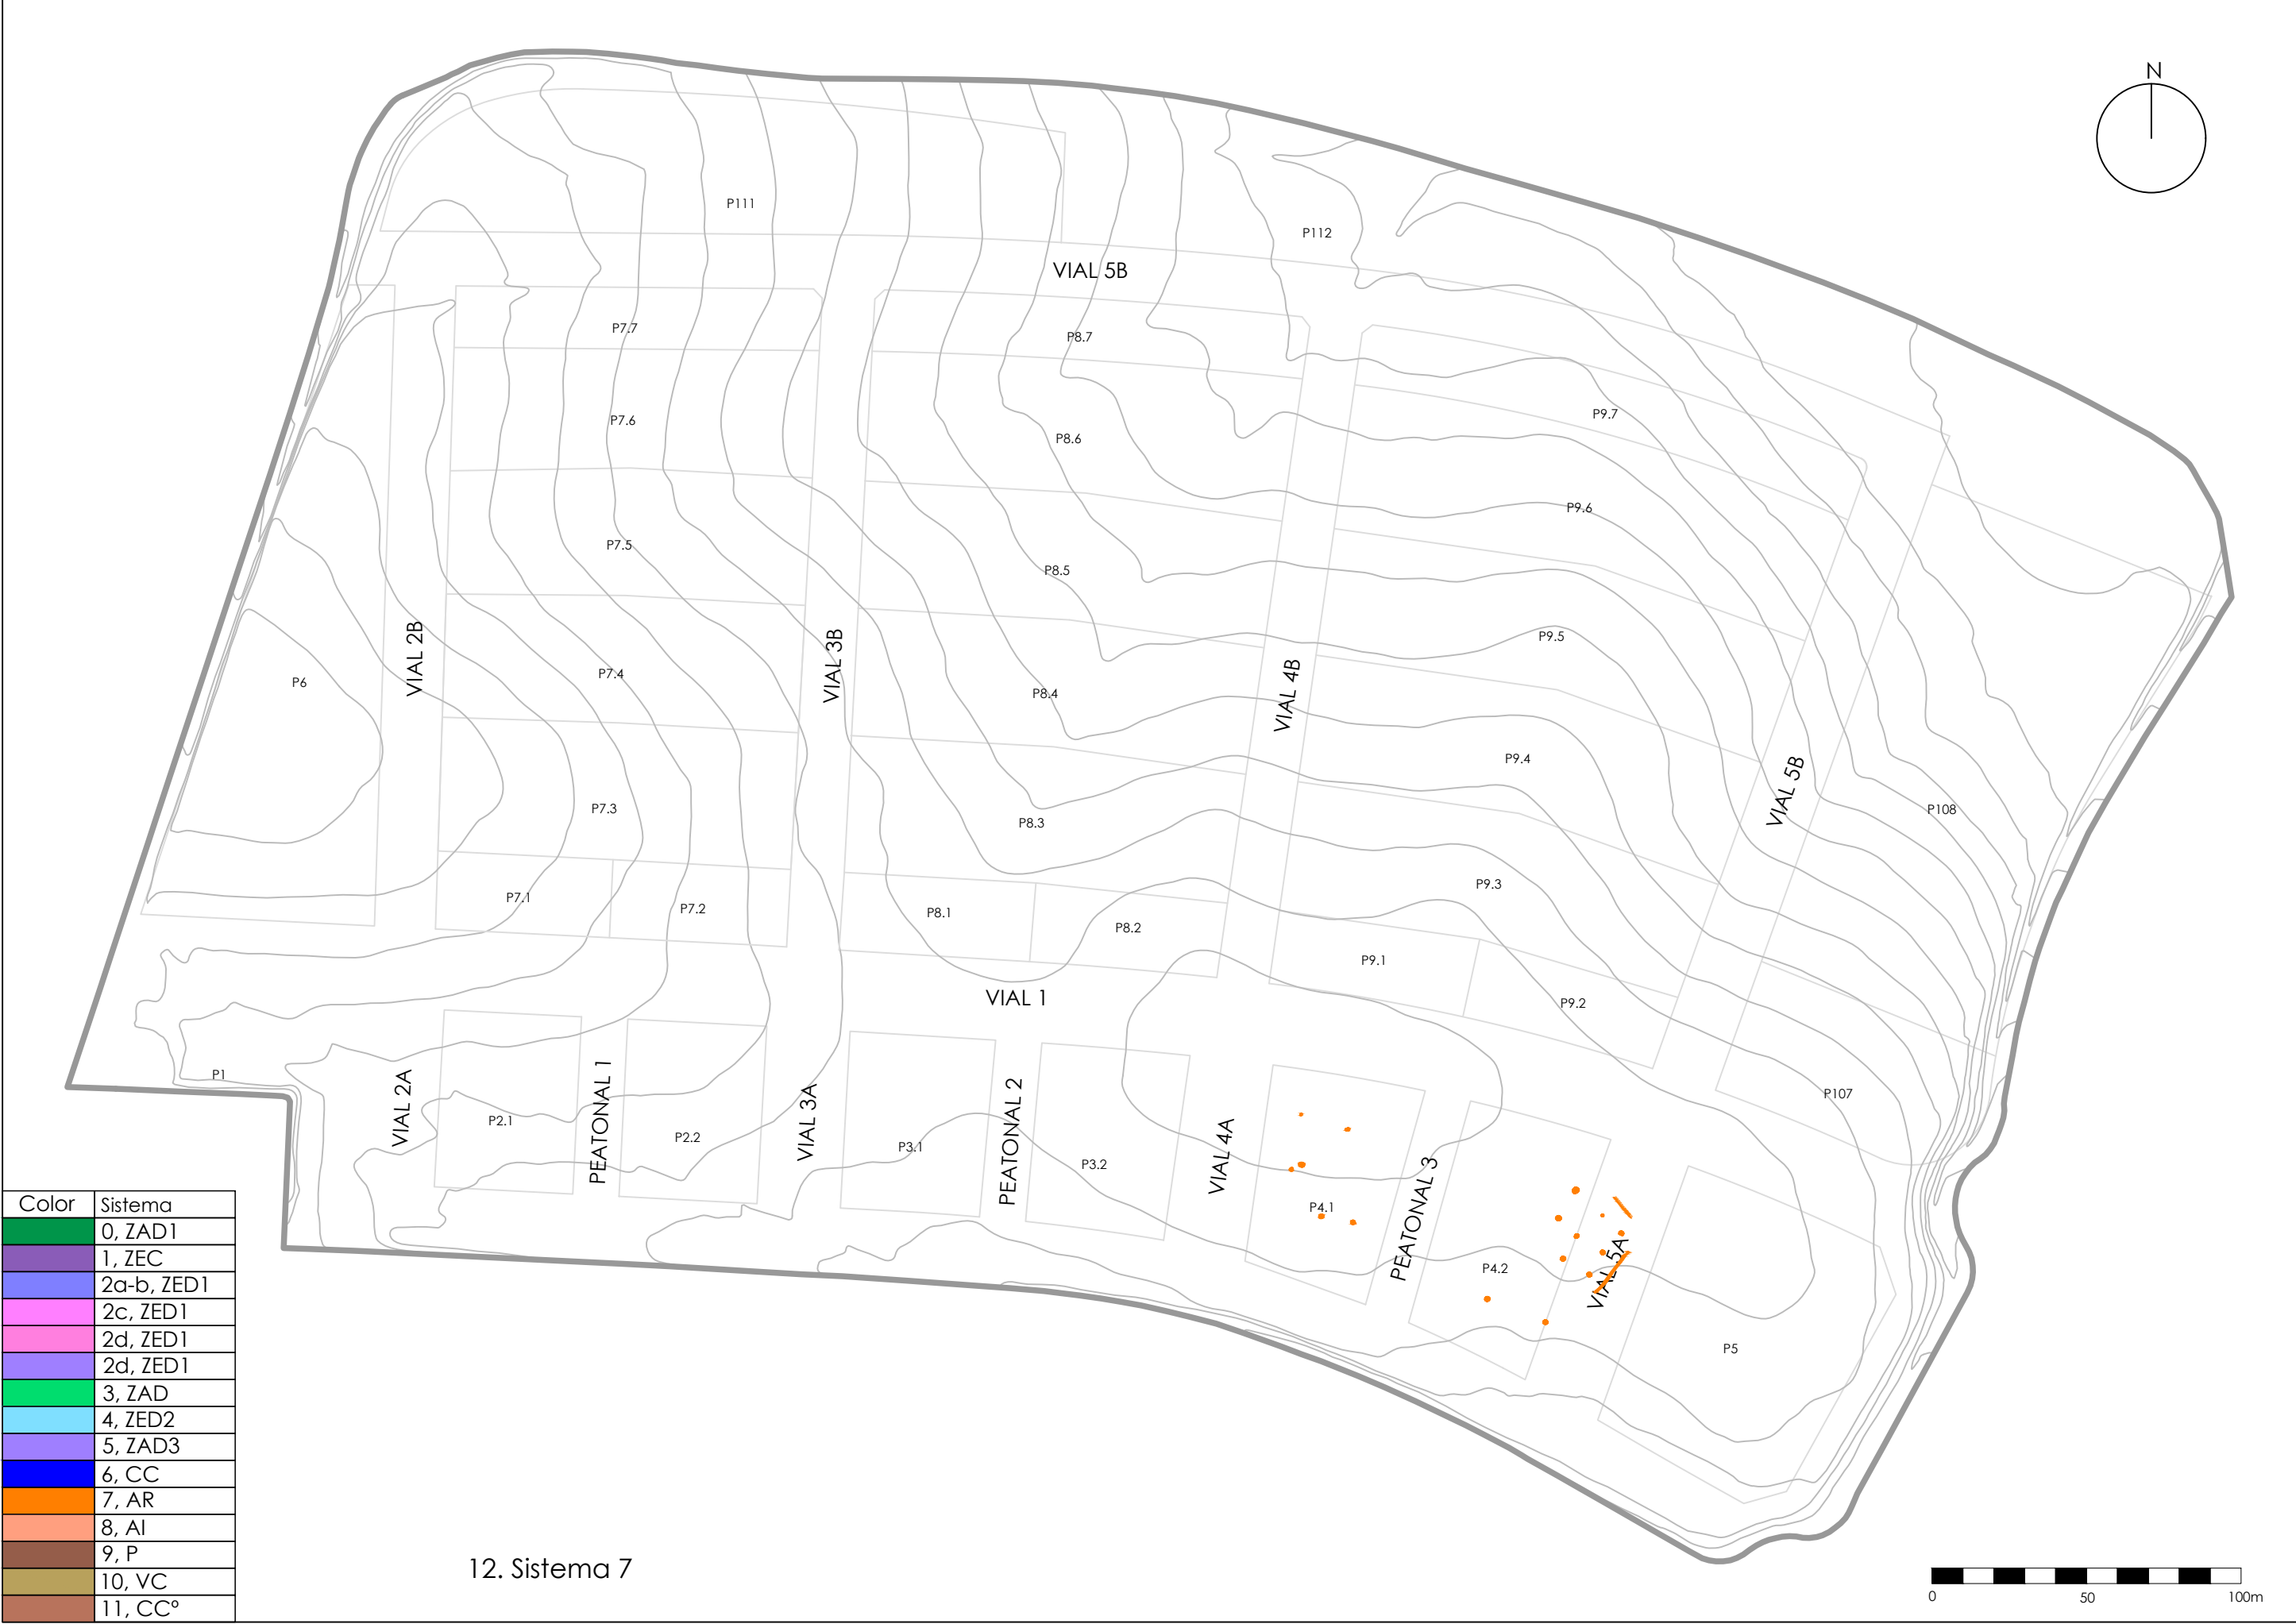 N
P111
P112
VIAL 5B
P7.7
P8.7
P7.6
P8.6
P9.7
P9.6
P7.5
P8.5
P9.5
P6
VIAL 2B
P7.4
VIAL 3B
P8.4
VIAL 4B
P9.4
VIAL 5B
P7.3
P8.3
P108
P9.3
P7.1
P7.2
P8.1
P8.2
P9.1
P9.2
VIAL 1
P1
P107
VIAL 2A
P2.1
PEATONAL 1
P2.2
VIAL 3A
P3.1
PEATONAL 2
P3.2
VIAL 4A
P4.1
PEATONAL 3
P4.2
VIAL 5A
P5
Color Sistema
0, ZAD1
1, ZEC
2a-b, ZED1
2c, ZED1
2d, ZED1
2d, ZED1
3, ZAD
4, ZED2
5, ZAD3
6, CC
7, AR
8, AI
9, P
10, VC
11, CCº
12. Sistema 7
0 50 100m